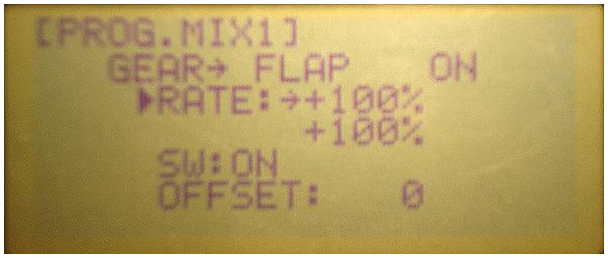 [PROG.MIX1]
GEAR→ FLAP ON
▶RATE:→+100%
+100%
SW:ON
OFFSET: 0